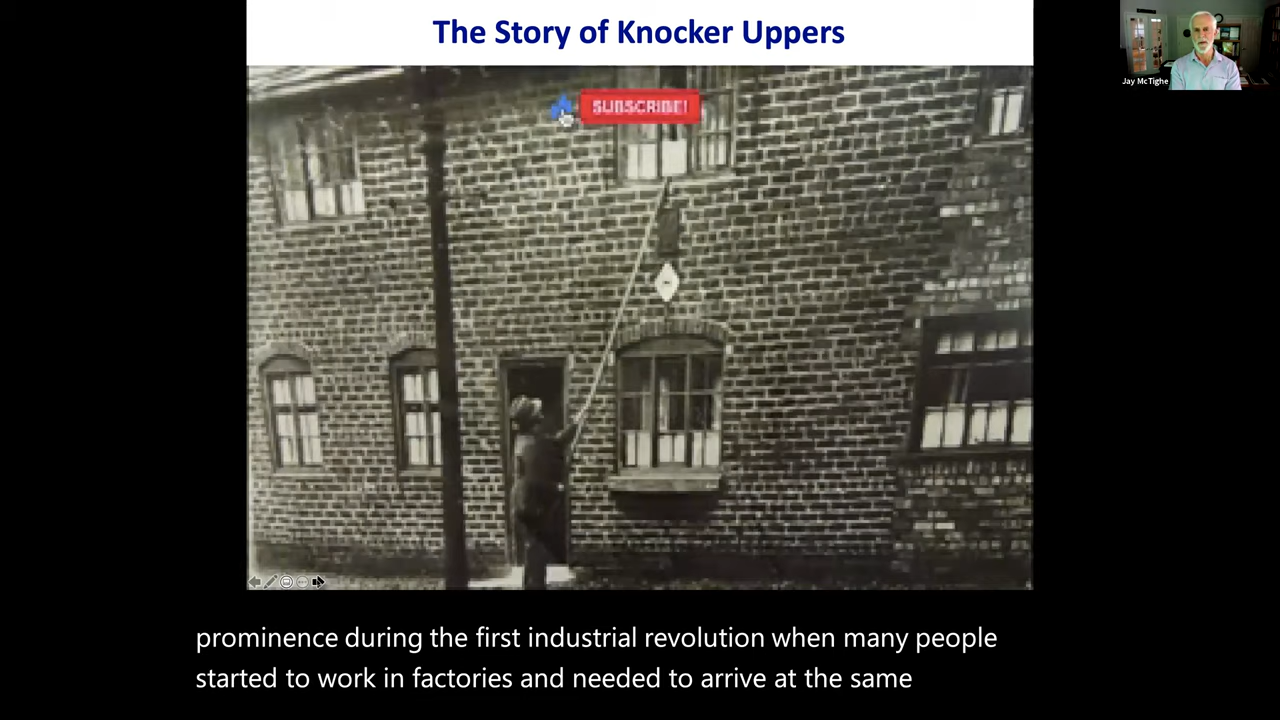 The Story of Knocker Uppers
SUBSCRIBE!
Jay McTighe
prominence during the first industrial revolution when many people
started to work in factories and needed to arrive at the same